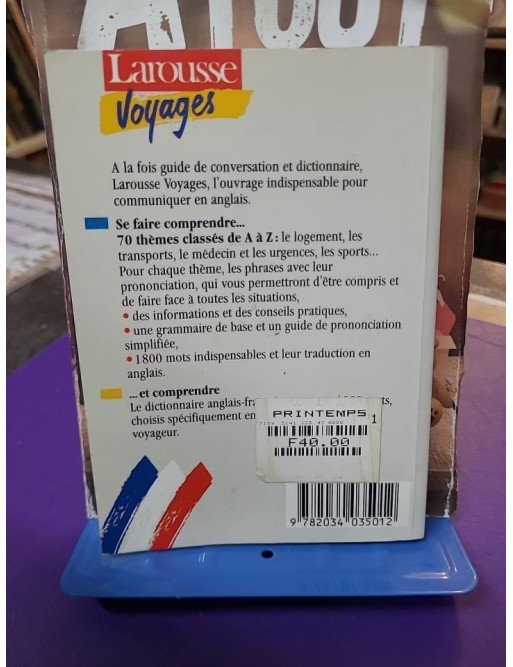 Larousse
Voyages
A la fois guide de conversation et dictionnaire,
Larousse Voyages, l'ouvrage indispensable pour
communiquer en anglais.
Se faire comprendre...
70 thèmes classés de A à Z: le logement, les
transports, le médecin et les urgences, les sports...
Pour chaque thème, les phrases avec leur
prononciation, qui vous permettront d'être compris et
de faire face à toutes les situations,
• des informations et des conseils pratiques,
• une grammaire de base et un guide de prononciation
simplifiée,
• 1800 mots indispensables et leur traduction en
anglais.
...et comprendre
Le dictionnaire anglais-fra
choisis spécifiquement en
voyageur.
PRINTEMPS
1
F40.00
9 782034 035012